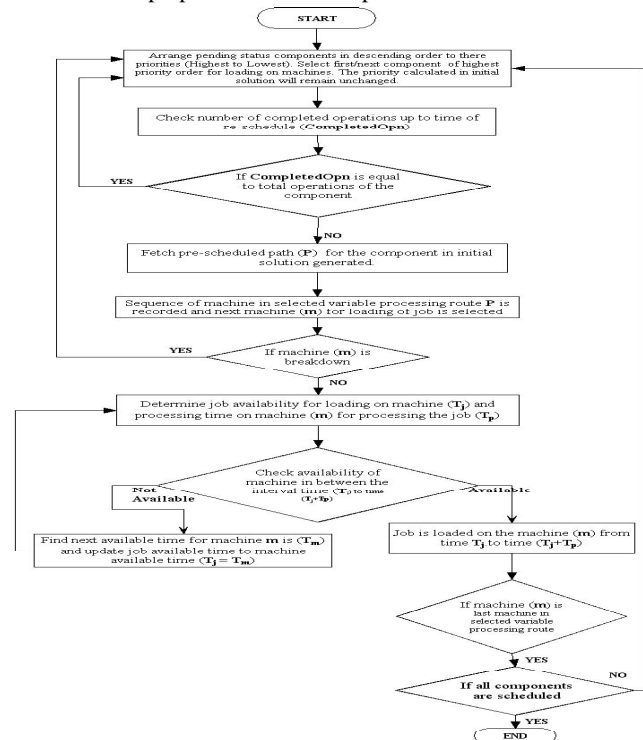 START
Arrange pending status components in descending order to there
priorities (Highest to Lowest). Select first/next component of highest
priority order for loading on machines. The priority calculated in initial
solution will remain unchanged.
Check number of completed operations up to time of
re-schedule (CompletedOpn)
If CompletedOpn is equal
to total operations of the
component
YES
NO
Fetch pre-scheduled path (P) for the component in initial
solution generated.
Sequence of machine in selected variable processing route P is
recorded and next machine (m) for loading of job is selected
YES
If machine (m) is
breakdown
NO
Determine job availability for loading on machine (Tj) and
processing time on machine (m) for processing the job (Tp)
Check availability of
machine in between the
interval time (Tj to time
(Tj+Tp)
Not
Available
Available
Find next available time for machine m is (Tm)
and update job available time to machine
available time (Tj = Tm)
Job is loaded on the machine (m) from
time Tj to time (Tj+Tp)
If machine (m) is
last machine in
selected variable
processing route
YES
If all components
are scheduled
NO
YES
END